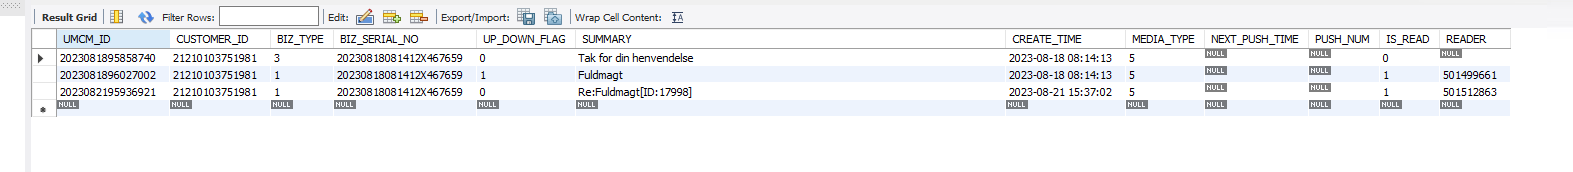 Result Grid Filter Rows: Edit: Export/Import: Wrap Cell Content: IA
UMCM_ID CUSTOMER_ID BIZ_TYPE BIZ_SERIAL_NO UP_DOWN_FLAG SUMMARY CREATE_TIME MEDIA_TYPE NEXT_PUSH_TIME PUSH_NUM IS_READ READER
2023081895858740 21210103751981 3 20230818081412X467659 0 Tak for din henvendelse 2023-08-18 08:14:13 5 NULL NULL 0 NULL
2023081896027002 21210103751981 1 20230818081412X467659 1 Fuldmagt 2023-08-18 08:14:13 5 NULL NULL 1 501499661
2023082195936921 21210103751981 1 20230818081412X467659 0 Re:Fuldmagt[ID:17998] 2023-08-21 15:37:02 5 NULL NULL 1 501512863
NULL NULL NULL NULL NULL NULL NULL NULL NULL NULL NULL NULL